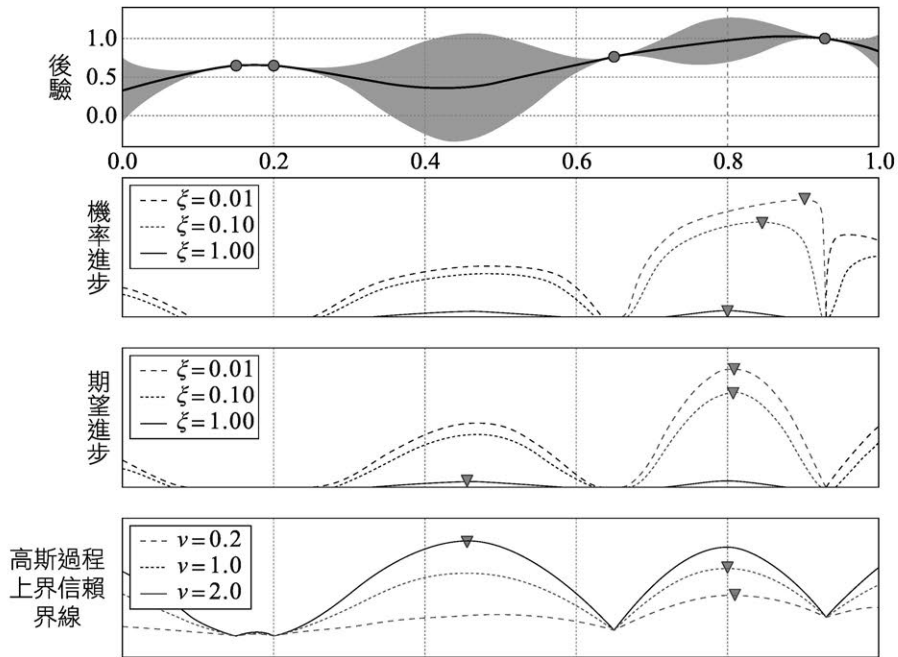 後驗
1.0
0.5
0.0
0.0 0.2 0.4 0.6 0.8 1.0
機率進步
ξ=0.01
ξ=0.10
ξ=1.00
期望進步
ξ=0.01
ξ=0.10
ξ=1.00
高斯過程
上界信賴
界線
ν=0.2
ν=1.0
ν=2.0